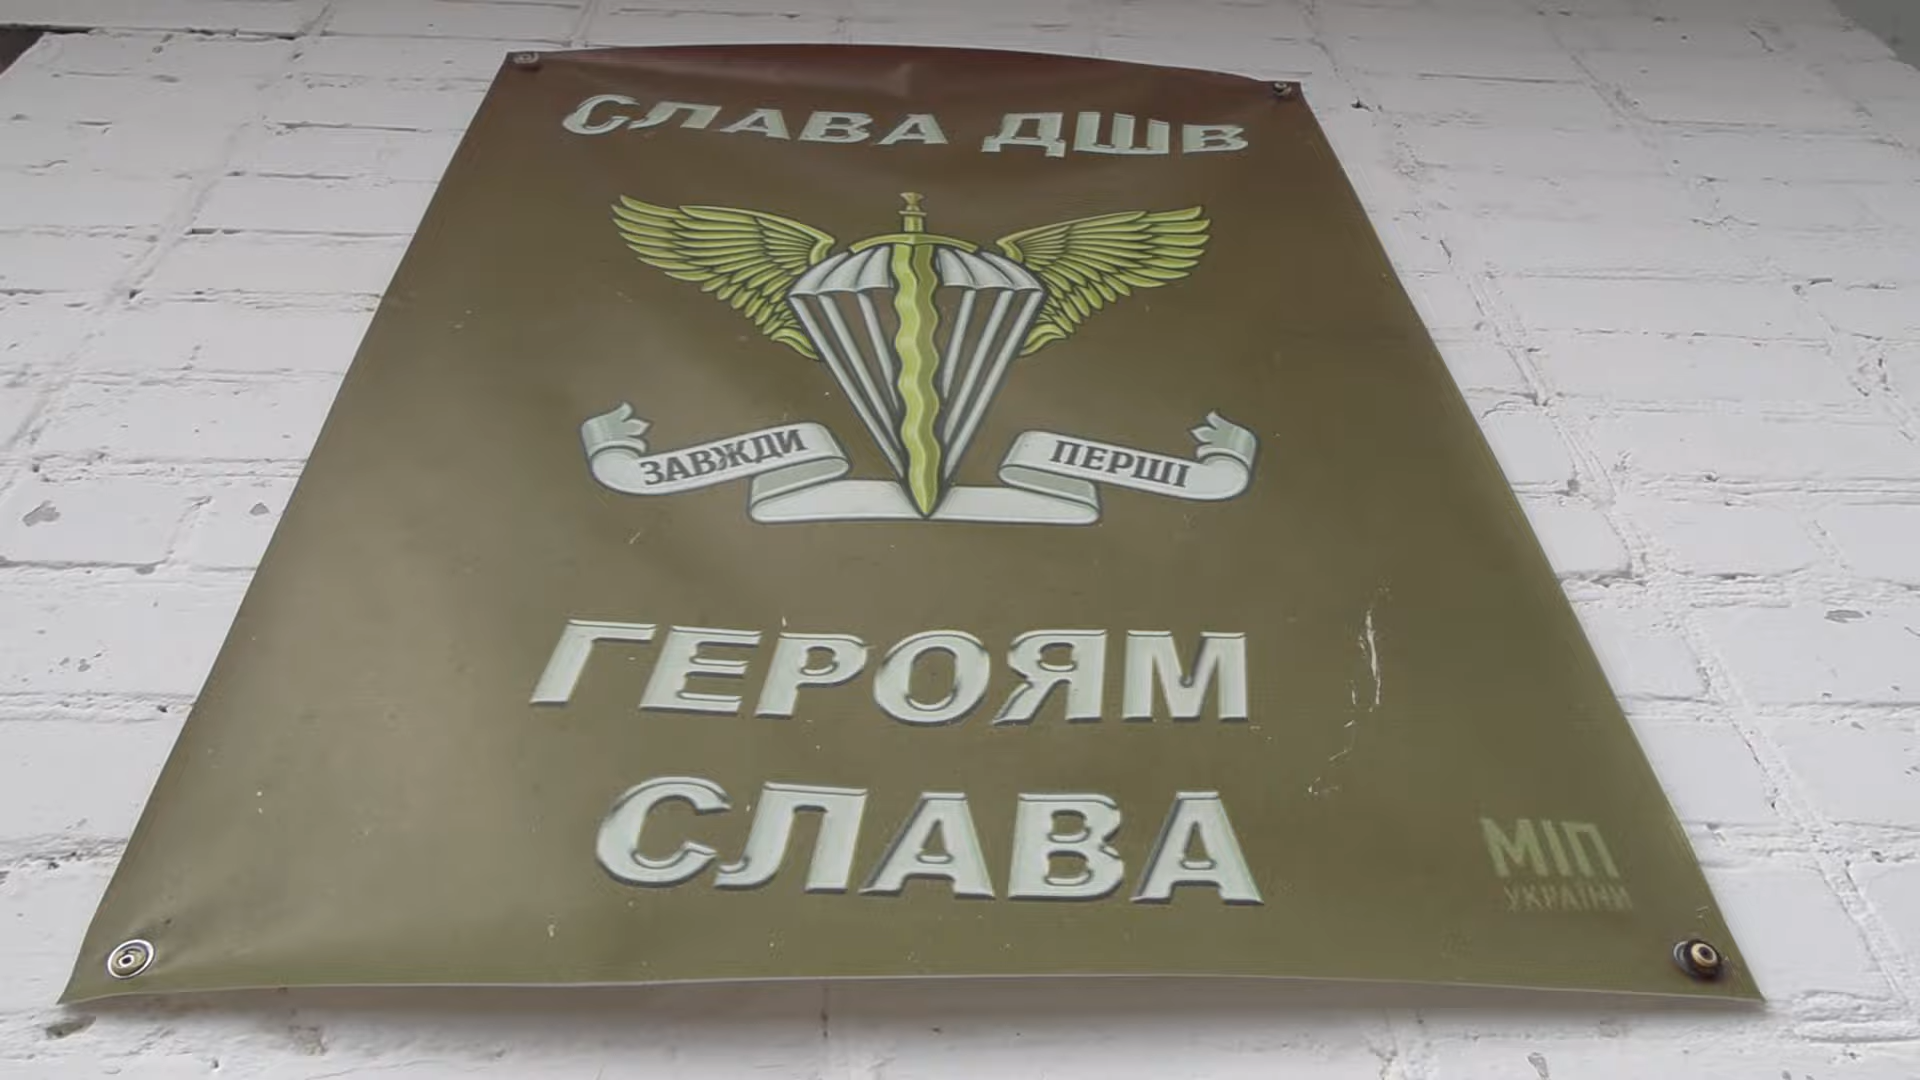 СЛАВА ДШВ
ЗАВЖДИ ПЕРШІ
ГЕРОЯМ
СЛАВА
МІП
УКРАЇНИ